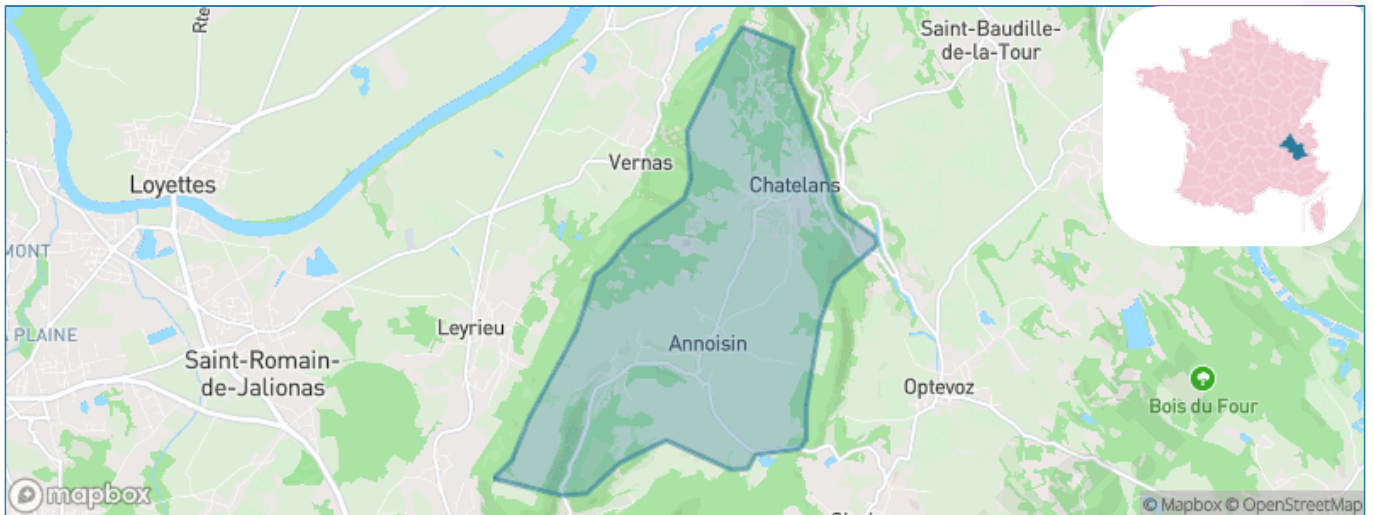 Rte
Saint-Baudille-
de-la-Tour
Vernas
Loyettes
Chatelans
MONT
A PLAINE
Leyrieu
Annoisin
Saint-Romain-
de-Jalionas
Optevoz
Bois du Four
mapbox
© Mapbox © OpenStreetMap